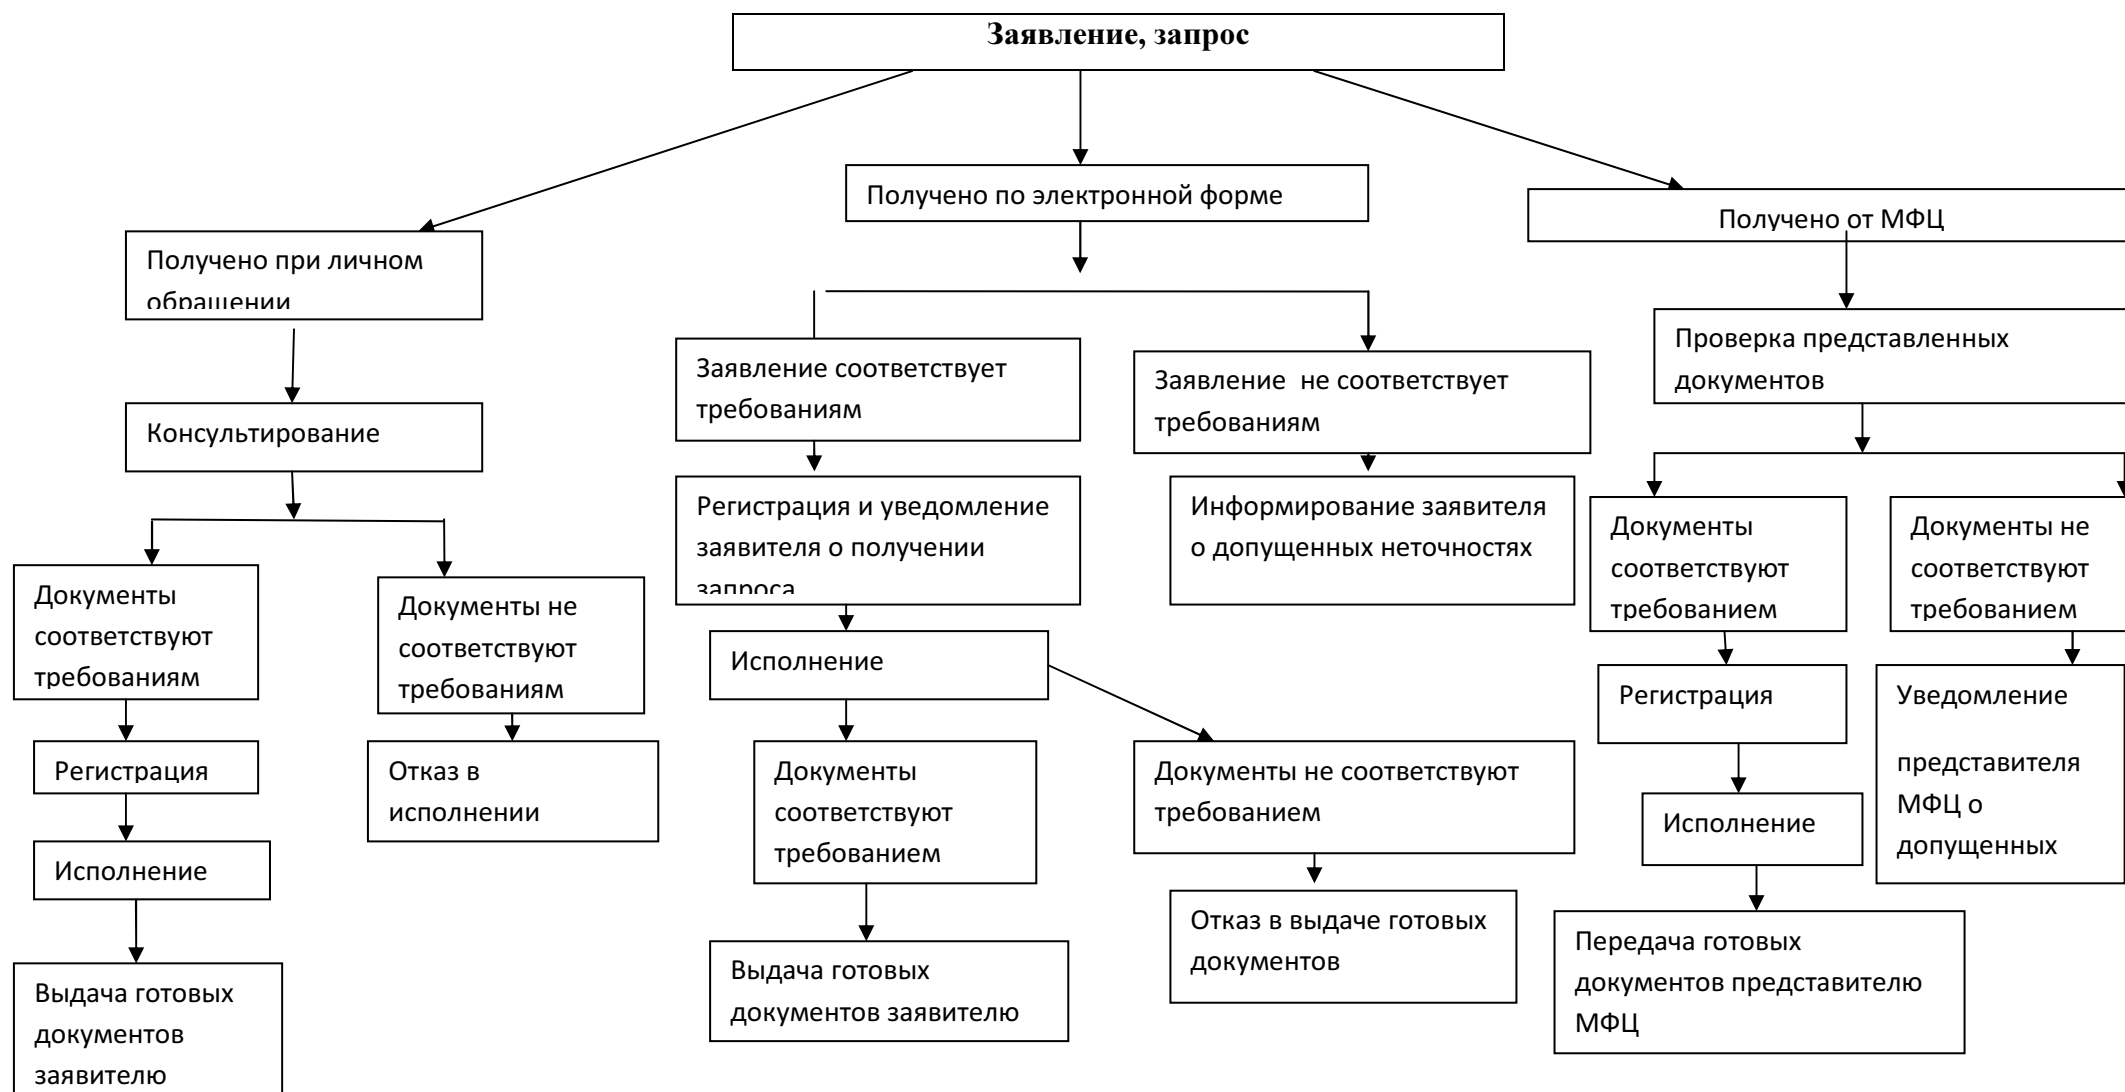 Заявление, запрос
Получено по электронной форме
Получено от МФЦ
Получено при личном
обращении
Проверка представленных
документов
Заявление соответствует
требованиям
Заявление  не соответствует
требованиям
Консультирование
Регистрация и уведомление
заявителя о получении
запроса
Информирование заявителя
о допущенных неточностях
Документы
соответствуют
требованием
Документы не
соответствуют
требованием
Документы
соответствуют
требованиям
Документы не
соответствуют
требованиям
Исполнение
Регистрация
Уведомление
представителя
МФЦ о
допущенных
Регистрация
Отказ в
исполнении
Документы
соответствуют
требованием
Документы не соответствуют
требованием
Исполнение
Исполнение
Отказ в выдаче готовых
документов
Передача готовых
документов представителю
МФЦ
Выдача готовых
документов заявителю
Выдача готовых
документов
заявителю